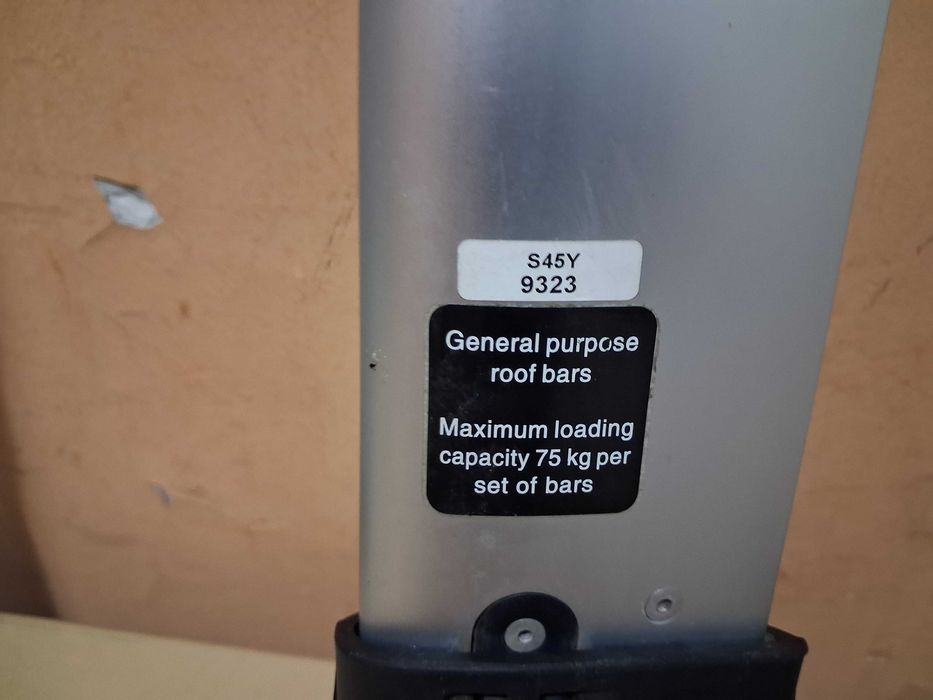 S45Y
9323
General purpose
roof bars
Maximum loading
capacity 75 kg per
set of bars